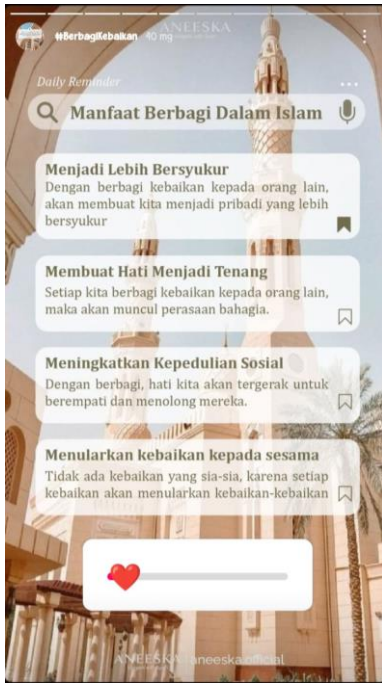 ANEESKA
#BerbagiKebaikan 40 mg
Daily Reminder
Manfaat Berbagi Dalam Islam
Menjadi Lebih Bersyukur
Dengan berbagi kebaikan kepada orang lain,
akan membuat kita menjadi pribadi yang lebih
bersyukur
Membuat Hati Menjadi Tenang
Setiap kita berbagi kebaikan kepada orang lain,
maka akan muncul perasaan bahagia.
Meningkatkan Kepedulian Sosial
Dengan berbagi, hati kita akan tergerak untuk
berempati dan menolong mereka.
Menularkan kebaikan kepada sesama
Tidak ada kebaikan yang sia-sia, karena setiap
kebaikan akan menularkan kebaikan-kebaikan
ANEESKA aneeska.official